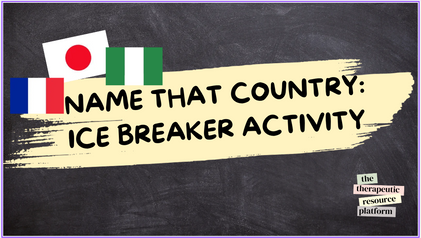 NAME THAT COUNTRY:
ICE BREAKER ACTIVITY
the
therapeutic
resource
platform